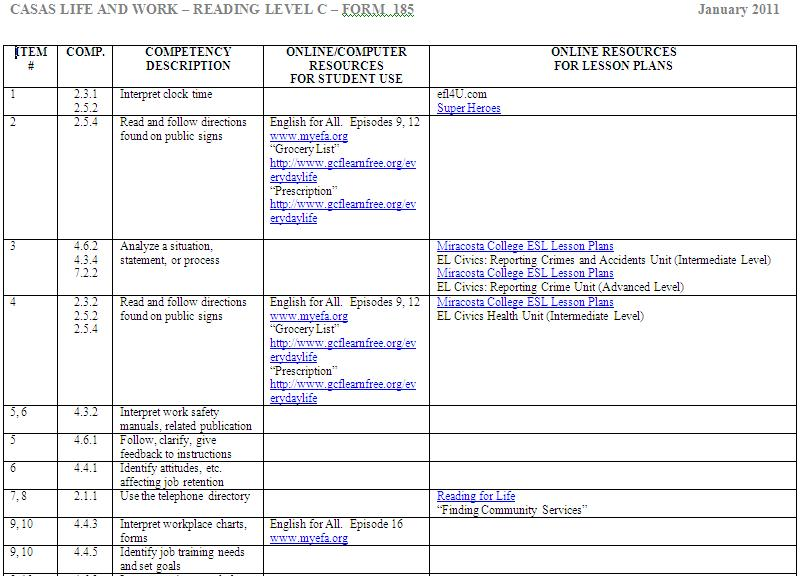 CASAS LIFE AND WORK – READING LEVEL C – FORM 185 January 2011
ITEM # COMP. COMPETENCY DESCRIPTION ONLINE/COMPUTER RESOURCES FOR STUDENT USE ONLINE RESOURCES FOR LESSON PLANS
1 2.3.1 Interpret clock time efl4U.com
2.5.2 Super Heroes
2 2.5.4 Read and follow directions English for All. Episodes 9, 12
found on public signs www.myefa.org
“Grocery List”
http://www.gcflearnfree.org/ev
erydaylife
“Prescription”
http://www.gcflearnfree.org/ev
erydaylife
3 4.6.2 Analyze a situation, Miracosta College ESL Lesson Plans
4.3.4 statement, or process EL Civics: Reporting Crimes and Accidents Unit (Intermediate Level)
7.2.2 Miracosta College ESL Lesson Plans
EL Civics: Reporting Crime Unit (Advanced Level)
4 2.3.2 Read and follow directions English for All. Episodes 9, 12 Miracosta College ESL Lesson Plans
2.5.2 found on public signs www.myefa.org EL Civics Health Unit (Intermediate Level)
2.5.4 “Grocery List”
http://www.gcflearnfree.org/ev
erydaylife
“Prescription”
http://www.gcflearnfree.org/ev
erydaylife
5, 6 4.3.2 Interpret work safety
manuals, related publication
5 4.6.1 Follow, clarify, give
feedback to instructions
6 4.4.1 Identify attitudes, etc.
affecting job retention
7, 8 2.1.1 Use the telephone directory Reading for Life
“Finding Community Services”
9, 10 4.4.3 Interpret workplace charts, English for All. Episode 16
forms www.myefa.org
9, 10 4.4.5 Identify job training needs
and set goals